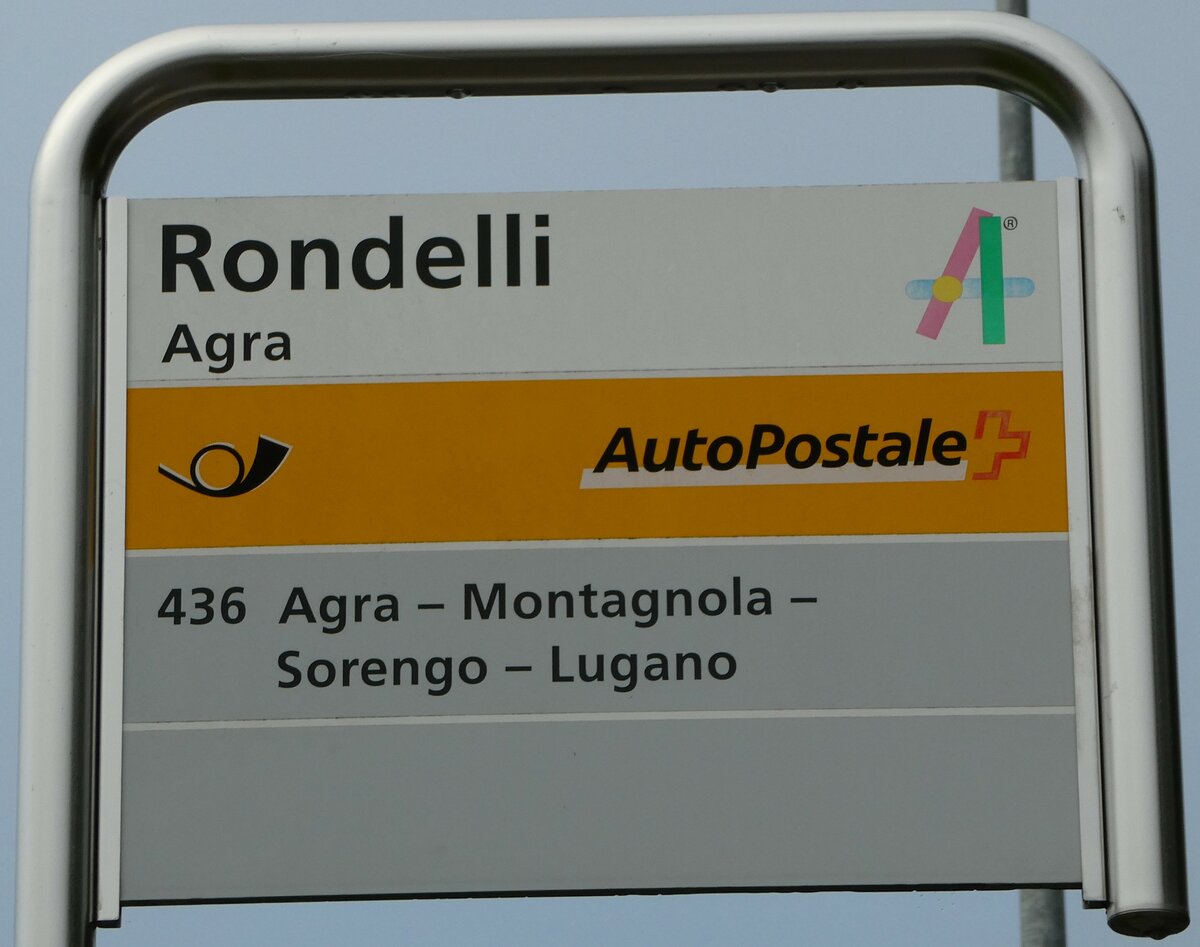 Rondelli
Agra
®
AutoPostale
436 Agra – Montagnola –
Sorengo – Lugano